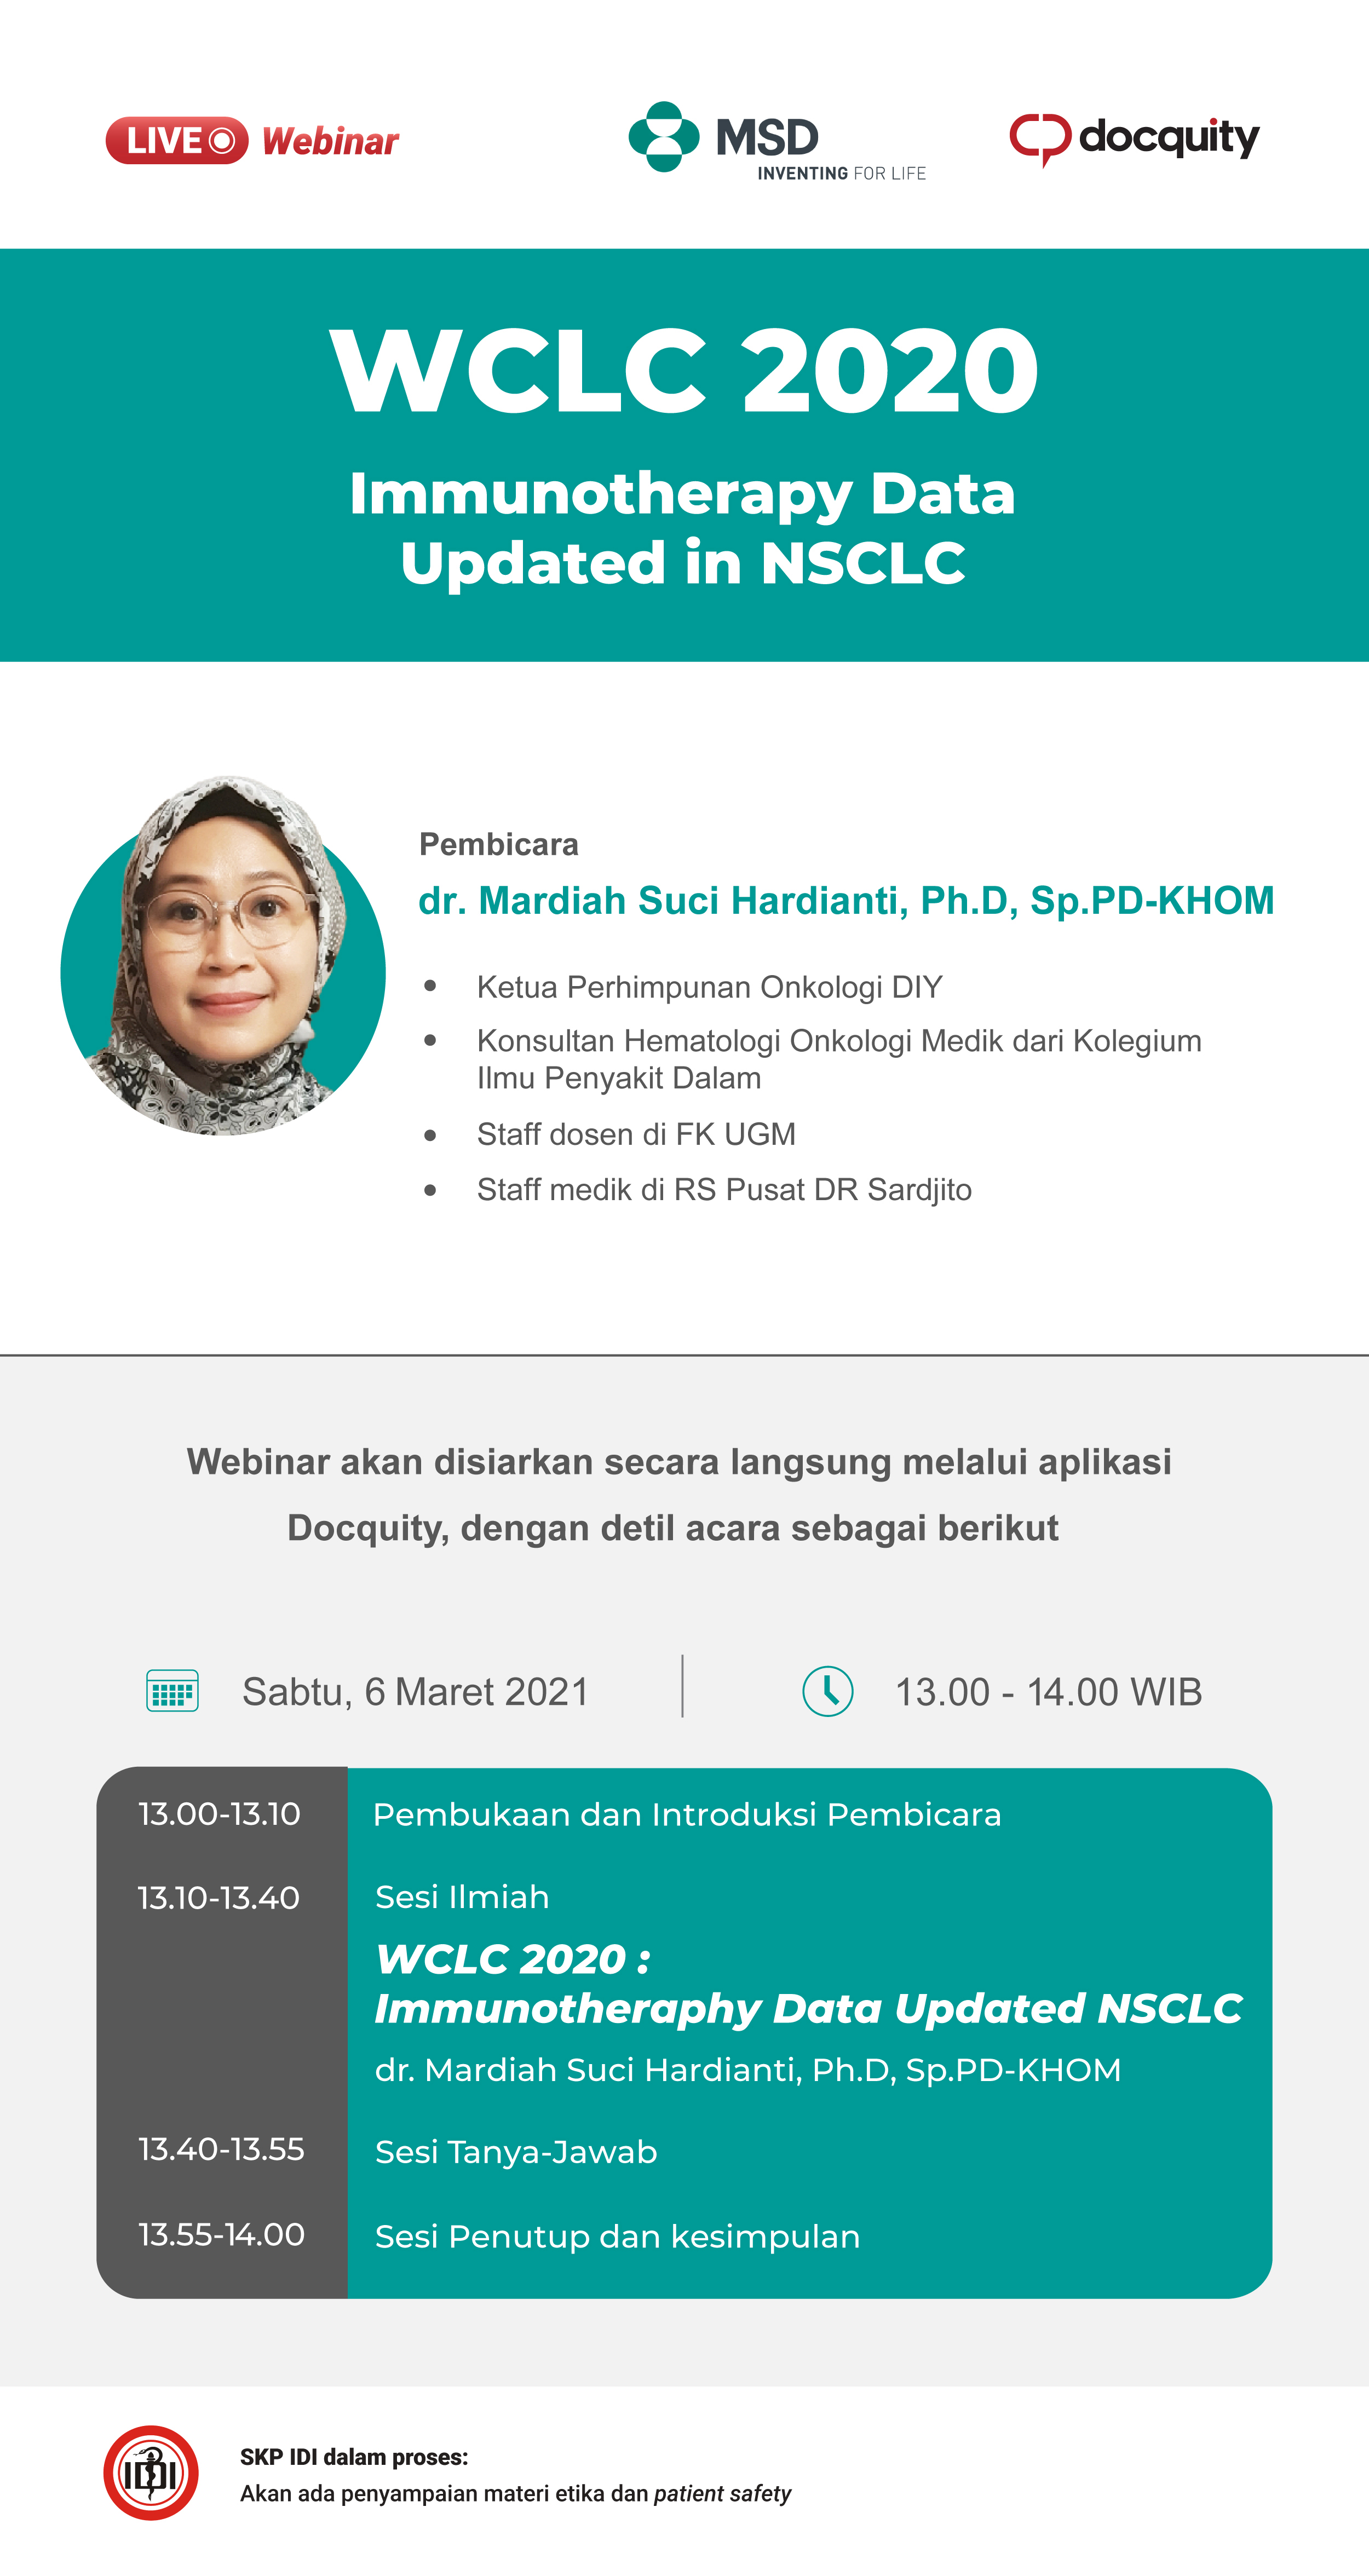 LIVE Webinar
MSD
INVENTING FOR LIFE
docquity
WCLC 2020
Immunotherapy Data
Updated in NSCLC
Pembicara
dr. Mardiah Suci Hardianti, Ph.D, Sp.PD-KHOM
• Ketua Perhimpunan Onkologi DIY
• Konsultan Hematologi Onkologi Medik dari Kolegium
Ilmu Penyakit Dalam
• Staff dosen di FK UGM
• Staff medik di RS Pusat DR Sardjito
Webinar akan disiarkan secara langsung melalui aplikasi
Docquity, dengan detil acara sebagai berikut
Sabtu, 6 Maret 2021 | 13.00 - 14.00 WIB
13.00-13.10 Pembukaan dan Introduksi Pembicara
13.10-13.40 Sesi Ilmiah
WCLC 2020 :
Immunotheraphy Data Updated NSCLC
dr. Mardiah Suci Hardianti, Ph.D, Sp.PD-KHOM
13.40-13.55 Sesi Tanya-Jawab
13.55-14.00 Sesi Penutup dan kesimpulan
IDI
SKP IDI dalam proses:
Akan ada penyampaian materi etika dan patient safety